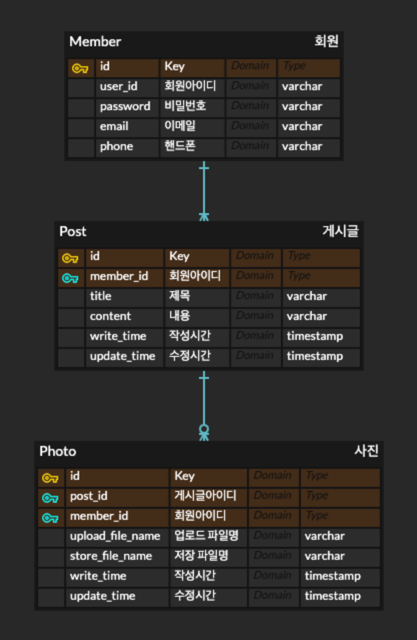 Member 회원
id Key Domain Type
user_id 회원아이디 Domain varchar
password 비밀번호 Domain varchar
email 이메일 Domain varchar
phone 핸드폰 Domain varchar
Post 게시글
id Key Domain Type
member_id 회원아이디 Domain Type
title 제목 Domain varchar
content 내용 Domain varchar
write_time 작성시간 Domain timestamp
update_time 수정시간 Domain timestamp
Photo 사진
id Key Domain Type
post_id 게시글아이디 Domain Type
member_id 회원아이디 Domain Type
upload_file_name 업로드 파일명 Domain varchar
store_file_name 저장 파일명 Domain varchar
write_time 작성시간 Domain timestamp
update_time 수정시간 Domain timestamp